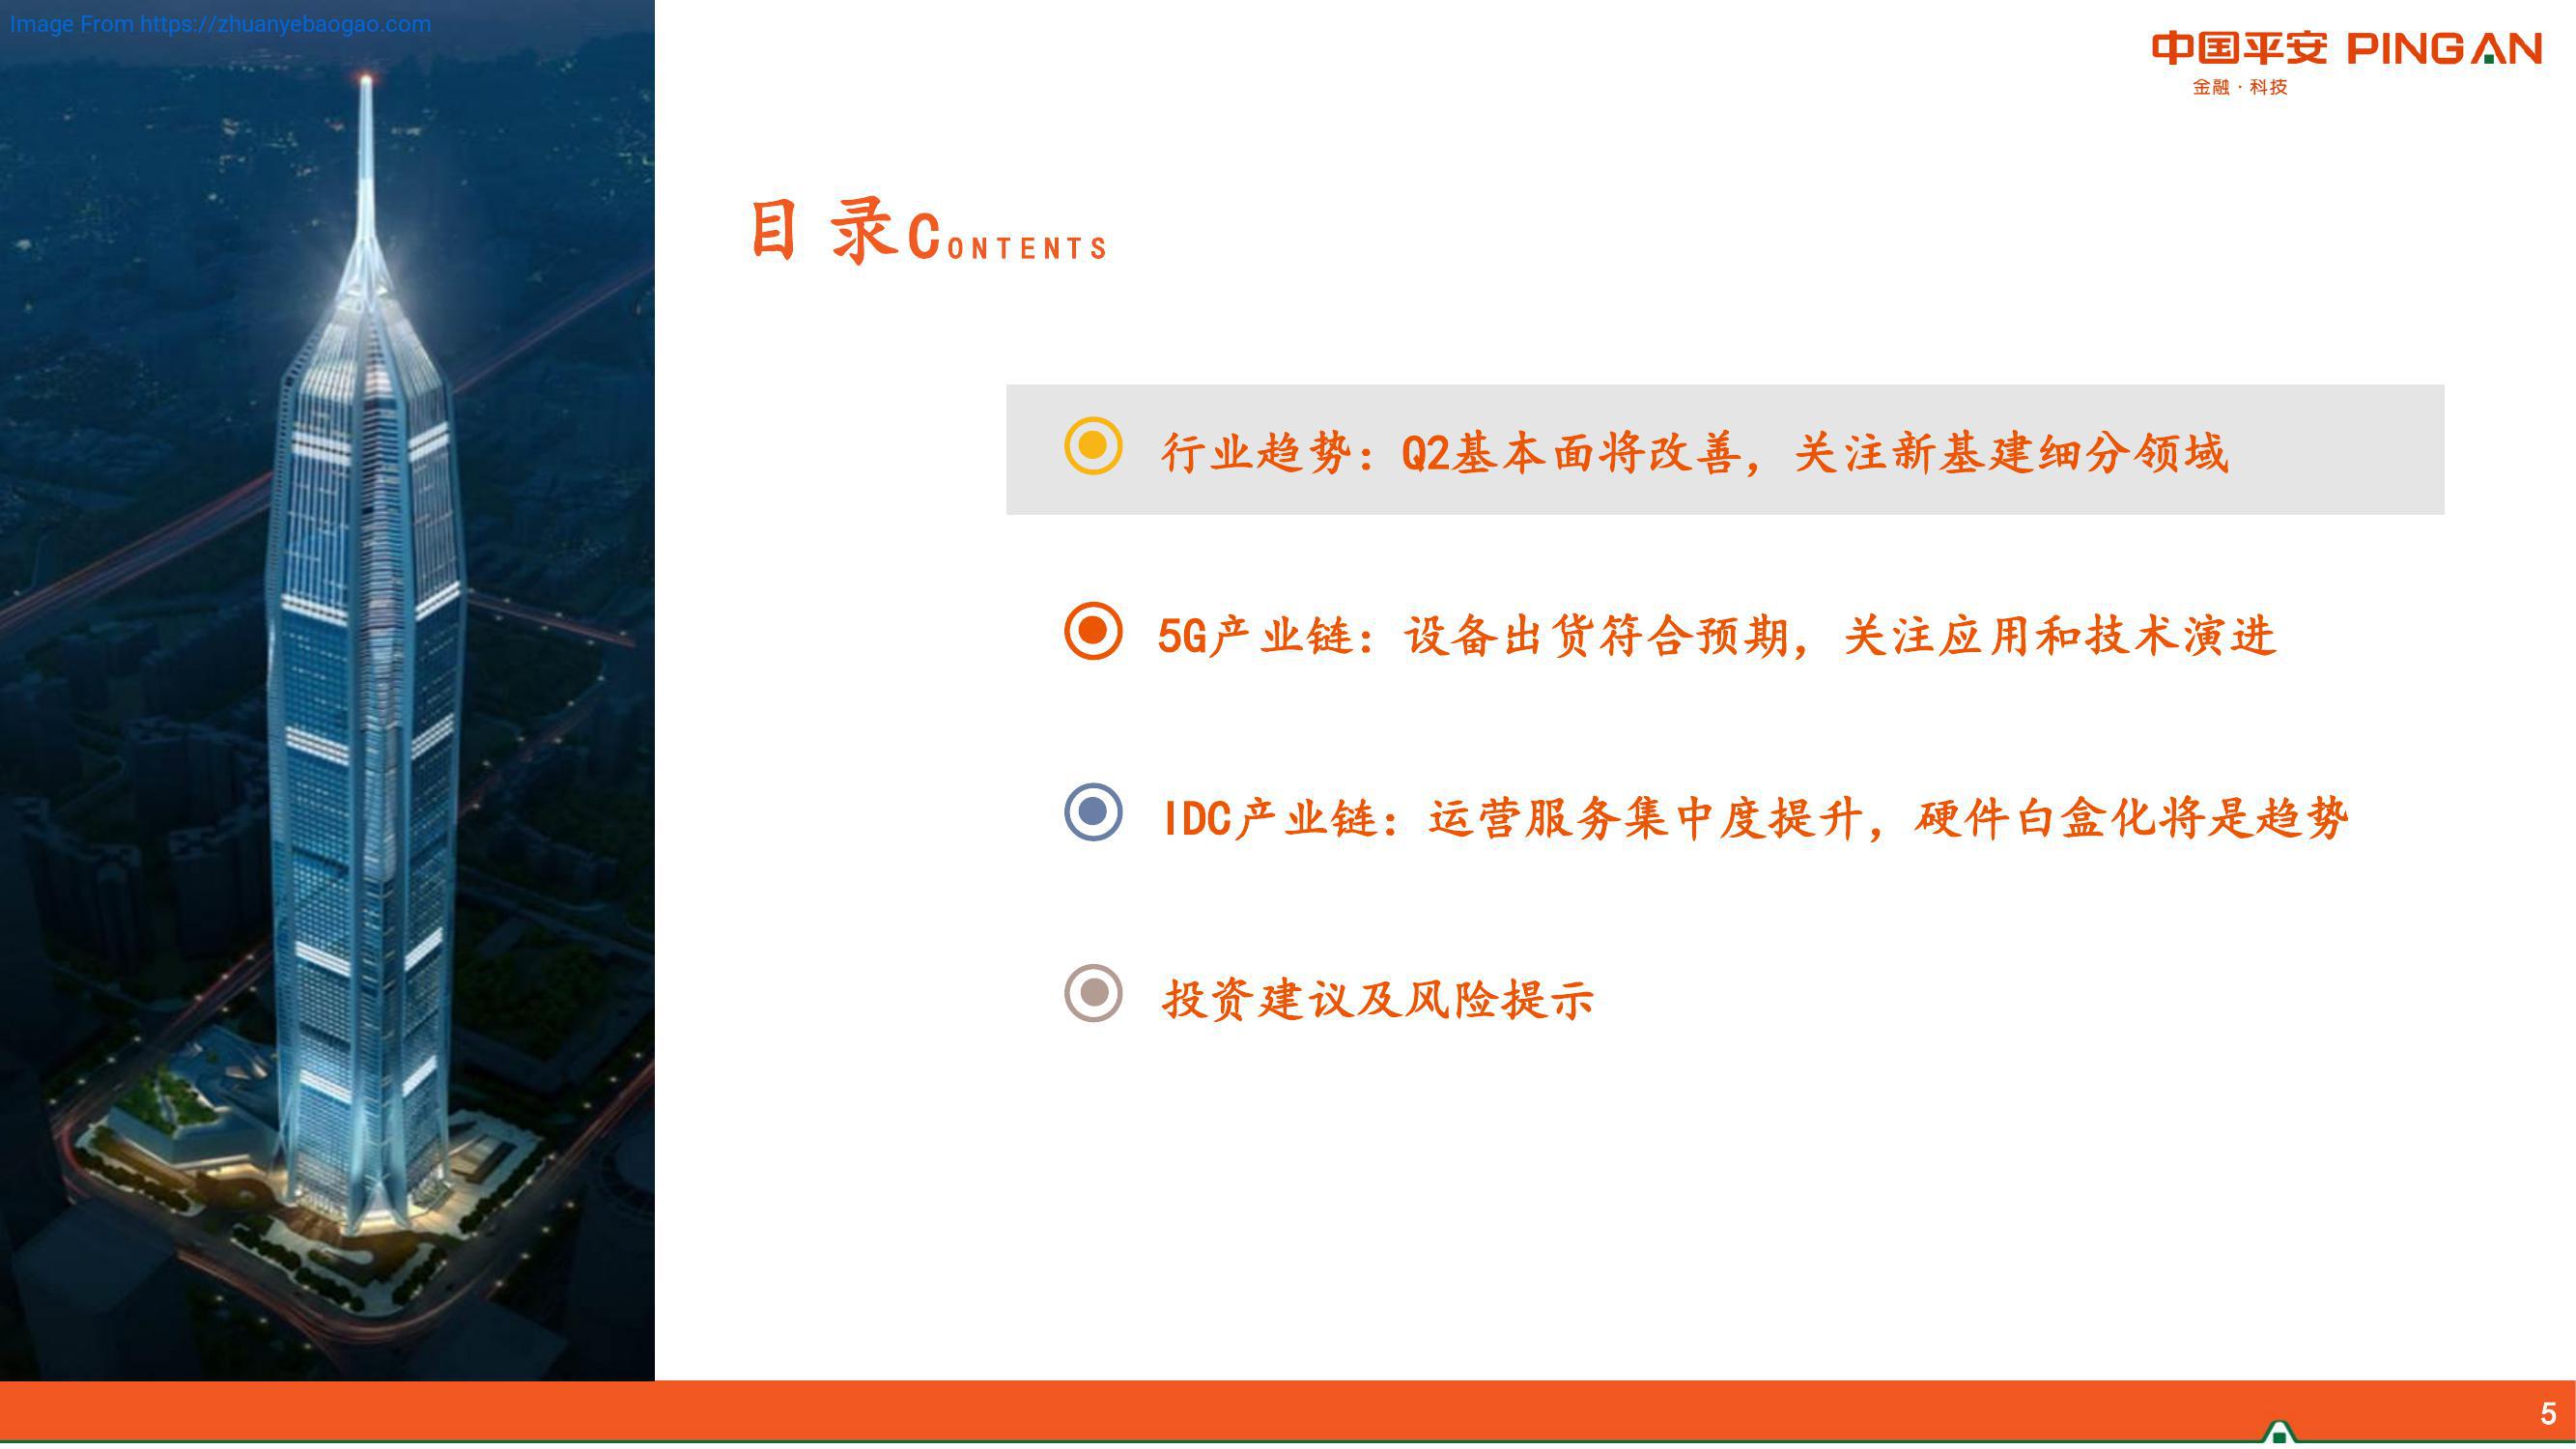 Image From https://zhuanyebaogao.com
中国平安 PINGAN
金融·科技
目录CONTENTS
行业趋势：Q2基本面将改善，关注新基建细分领域
5G产业链：设备出货符合预期，关注应用和技术演进
IDC产业链：运营服务集中度提升，硬件白盒化将是趋势
投资建议及风险提示
5